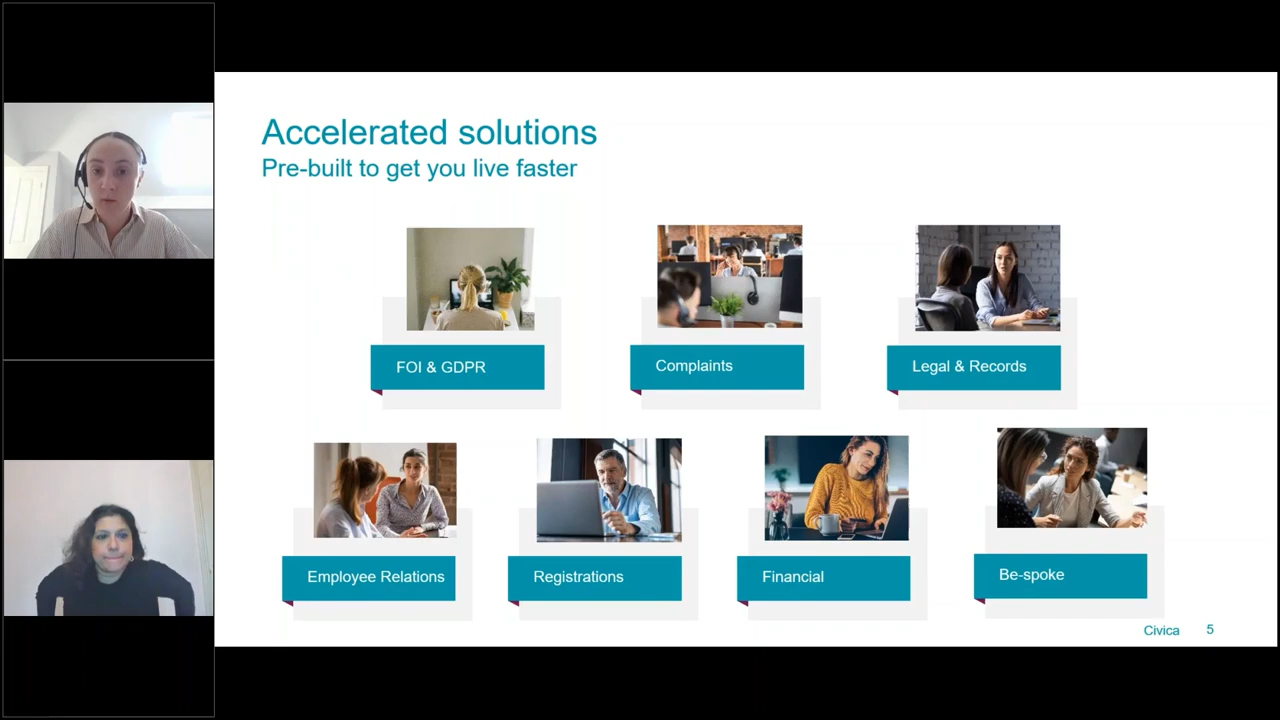 Accelerated solutions
Pre-built to get you live faster
FOI & GDPR
Complaints
Legal & Records
Employee Relations
Registrations
Financial
Be-spoke
Civica 5